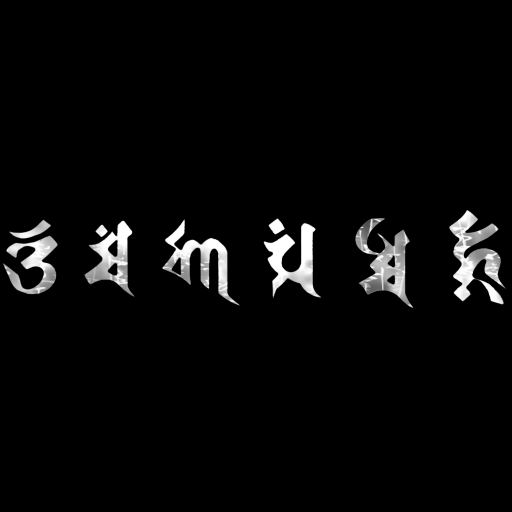 𑖌𑖼 𑖦 𑖜𑖰 𑖢 𑖟𑖿𑖦𑖸 𑖮𑖳𑖽